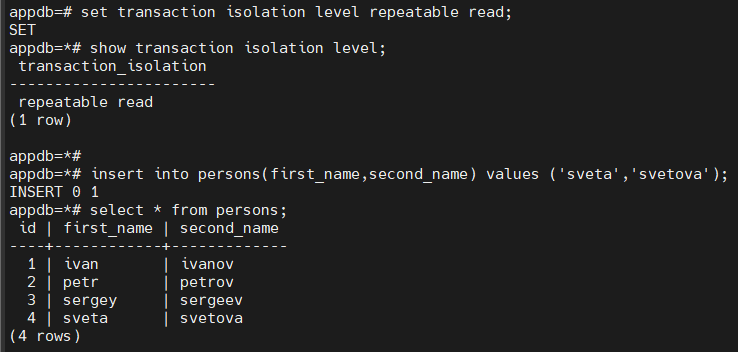 appdb=# set transaction isolation level repeatable read;
SET
appdb=*# show transaction isolation level;
 transaction_isolation
-----------------------
 repeatable read
(1 row)

appdb=*#
appdb=*# insert into persons(first_name,second_name) values ('sveta','svetova');
INSERT 0 1
appdb=*# select * from persons;
 id | first_name | second_name
----+------------+-------------
  1 | ivan       | ivanov
  2 | petr       | petrov
  3 | sergey     | sergeev
  4 | sveta      | svetova
(4 rows)